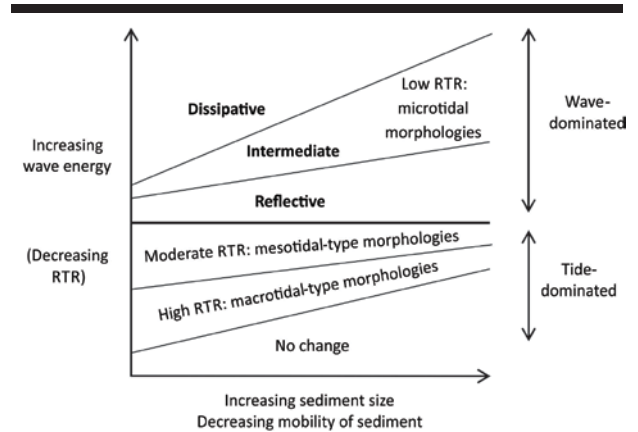 Dissipative
Low RTR:
microtidal
morphologies
Wave-
dominated
Increasing
wave energy
Intermediate
Reflective
(Decreasing
RTR)
Moderate RTR: mesotidal-type morphologies
High RTR: macrotidal-type morphologies
Tide-
dominated
No change
Increasing sediment size
Decreasing mobility of sediment